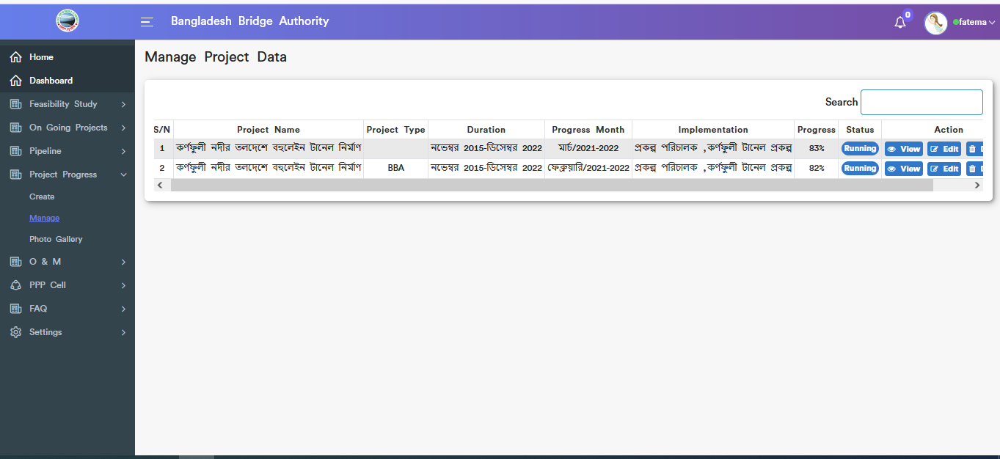 Bangladesh Bridge Authority
0
fatema
Home
Dashboard
Feasibility Study
On Going Projects
Pipeline
Project Progress
Create
Manage
Photo Gallery
O & M
PPP Cell
FAQ
Settings
Manage Project Data
Search
S/N Project Name Project Type Duration Progress Month Implementation Progress Status Action
1 কর্ণফুলী নদীর তলদেশে বহুলেইন টানেল নির্মাণ নভেম্বর 2015-ডিসেম্বর 2022 মার্চ/2021-2022 প্রকল্প পরিচালক ,কর্ণফুলী টানেল প্রকল্প 83% Running View Edit
2 কর্ণফুলী নদীর তলদেশে বহুলেইন টানেল নির্মাণ BBA নভেম্বর 2015-ডিসেম্বর 2022 ফেব্রুয়ারি/2021-2022 প্রকল্প পরিচালক ,কর্ণফুলী টানেল প্রকল্প 82% Running View Edit